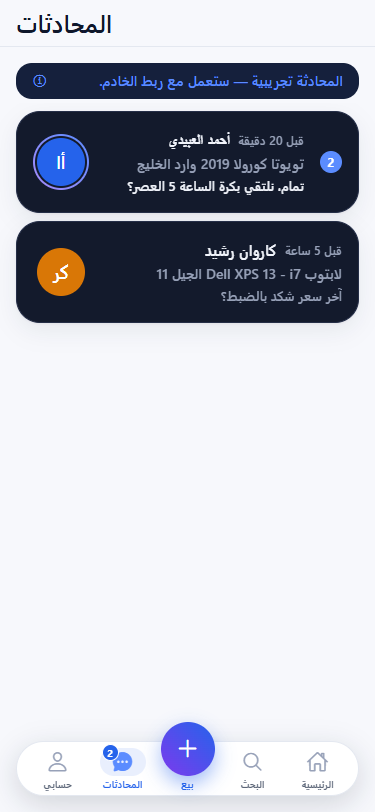 المحادثات
المحادثة تجريبية — ستعمل مع ربط الخادم.
أا
أحمد العبيدي
قبل 20 دقيقة
تويوتا كورولا 2019 وارد الخليج
تمام، نلتقي بكرة الساعة 5 العصر؟
2
كر
كاروان رشيد
قبل 5 ساعة
لابتوب Dell XPS 13 - i7 الجيل 11
آخر سعر شكد بالضبط؟
الرئيسية
البحث
بيع
2
المحادثات
حسابي